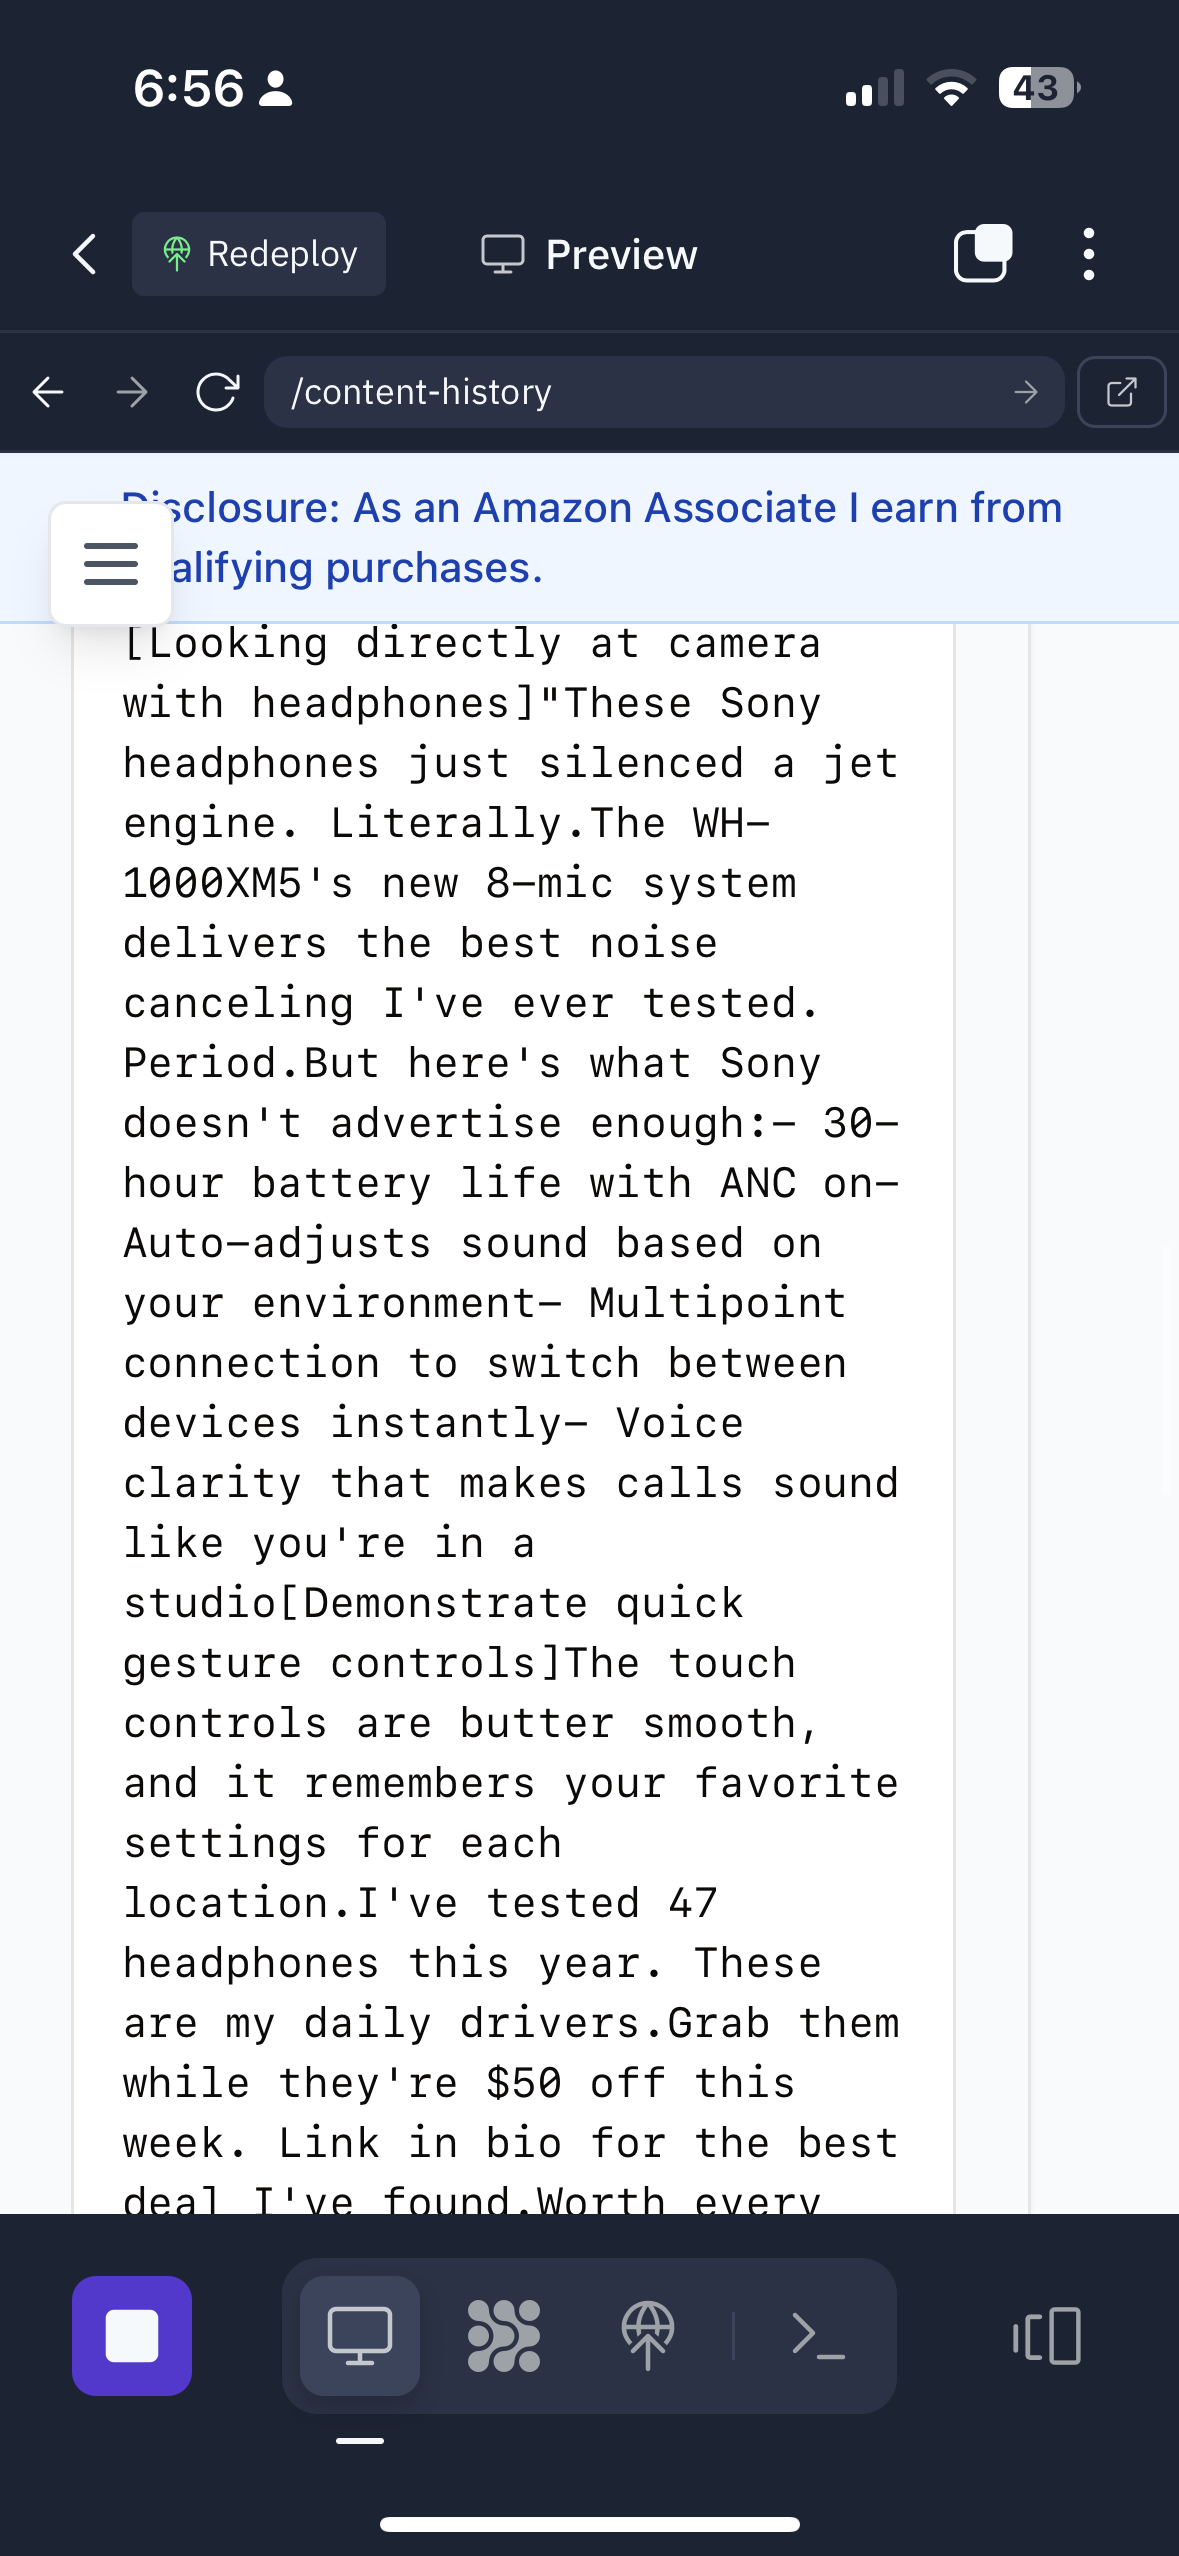 6:56
43
Redeploy
Preview
/content-history
Disclosure: As an Amazon Associate I earn from
alifying purchases.
[Looking directly at camera
with headphones]"These Sony
headphones just silenced a jet
engine. Literally.The WH-
1000XM5's new 8-mic system
delivers the best noise
canceling I've ever tested.
Period.But here's what Sony
doesn't advertise enough:- 30-
hour battery life with ANC on-
Auto-adjusts sound based on
your environment- Multipoint
connection to switch between
devices instantly- Voice
clarity that makes calls sound
like you're in a
studio[Demonstrate quick
gesture controls]The touch
controls are butter smooth,
and it remembers your favorite
settings for each
location.I've tested 47
headphones this year. These
are my daily drivers.Grab them
while they're $50 off this
week. Link in bio for the best
deal I've found.Worth every